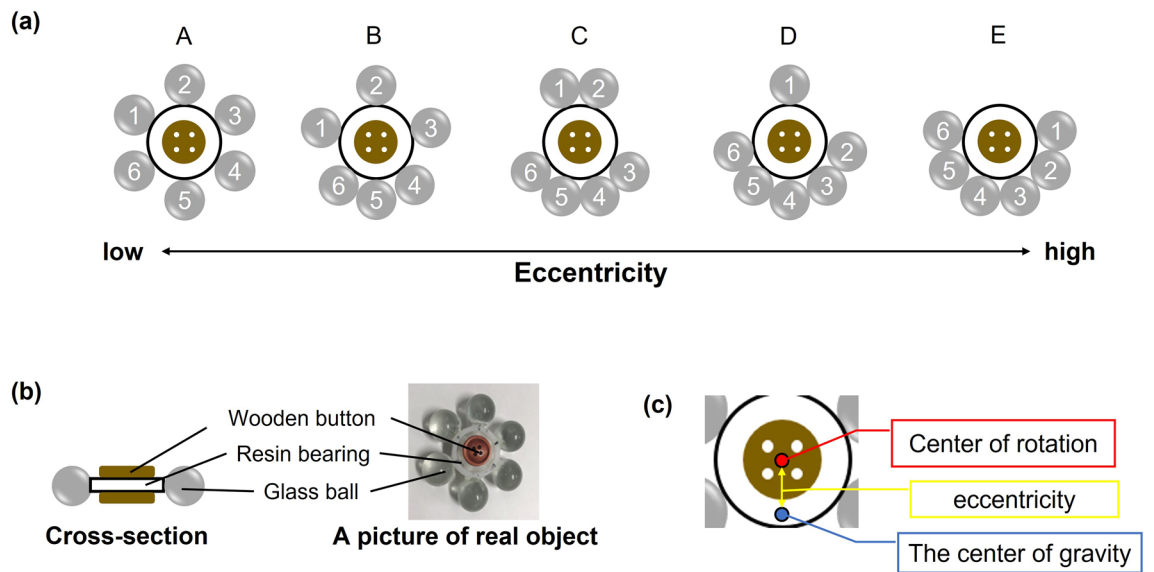 (a)
A B C D E
2 2 1 2 1
1 3 1 3 6 3 6 2 6 1
6 4 6 4 5 4 5 3 5 2
5 5 4 4 3
low high
Eccentricity
(b)
Wooden button
Resin bearing
Glass ball
Cross-section
A picture of real object
(c)
Center of rotation
eccentricity
The center of gravity